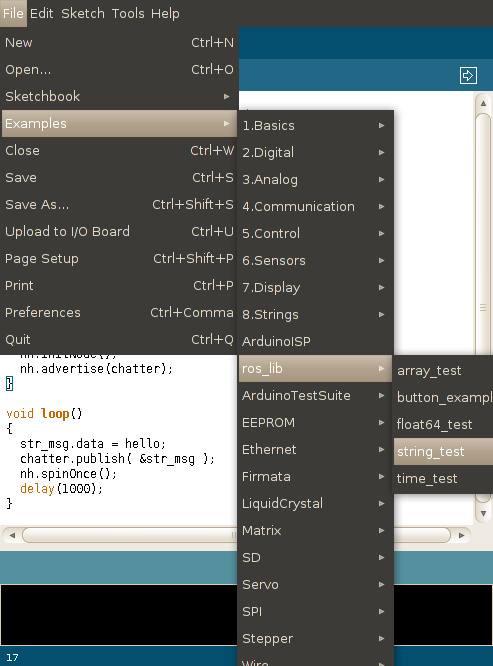 File Edit Sketch Tools Help
New Ctrl+N
Open... Ctrl+O
Sketchbook
Examples
Close Ctrl+W
Save Ctrl+S
Save As... Ctrl+Shift+S
Upload to I/O Board Ctrl+U
Page Setup Ctrl+Shift+P
Print Ctrl+P
Preferences Ctrl+Comma
Quit Ctrl+Q
1.Basics
2.Digital
3.Analog
4.Communication
5.Control
6.Sensors
7.Display
8.Strings
ArduinoISP
ros_lib
ArduinoTestSuite
EEPROM
Ethernet
Firmata
LiquidCrystal
Matrix
SD
Servo
SPI
Stepper
Wire
array_test
button_exampl
float64_test
string_test
time_test
nh.initNode();
nh.advertise(chatter);
}
void loop()
{
str_msg.data = hello;
chatter.publish( &str_msg );
nh.spinOnce();
delay(1000);
}
17